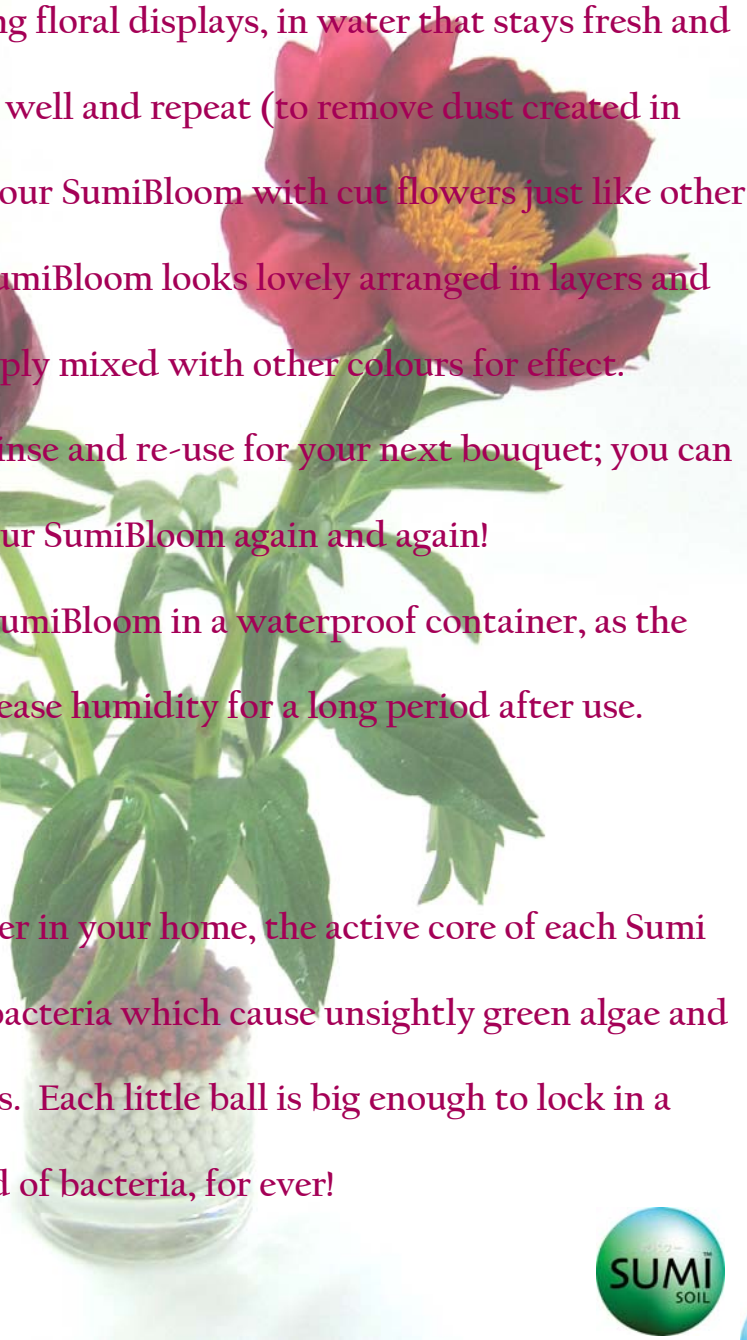 ng floral displays, in water that stays fresh and
well and repeat (to remove dust created in
our SumiBloom with cut flowers just like other
umiBloom looks lovely arranged in layers and
ply mixed with other colours for effect.
inse and re-use for your next bouquet; you can
ur SumiBloom again and again!
umiBloom in a waterproof container, as the
ease humidity for a long period after use.
er in your home, the active core of each Sumi
bacteria which cause unsightly green algae and
s. Each little ball is big enough to lock in a
d of bacteria, for ever!
SUMI™
SOIL